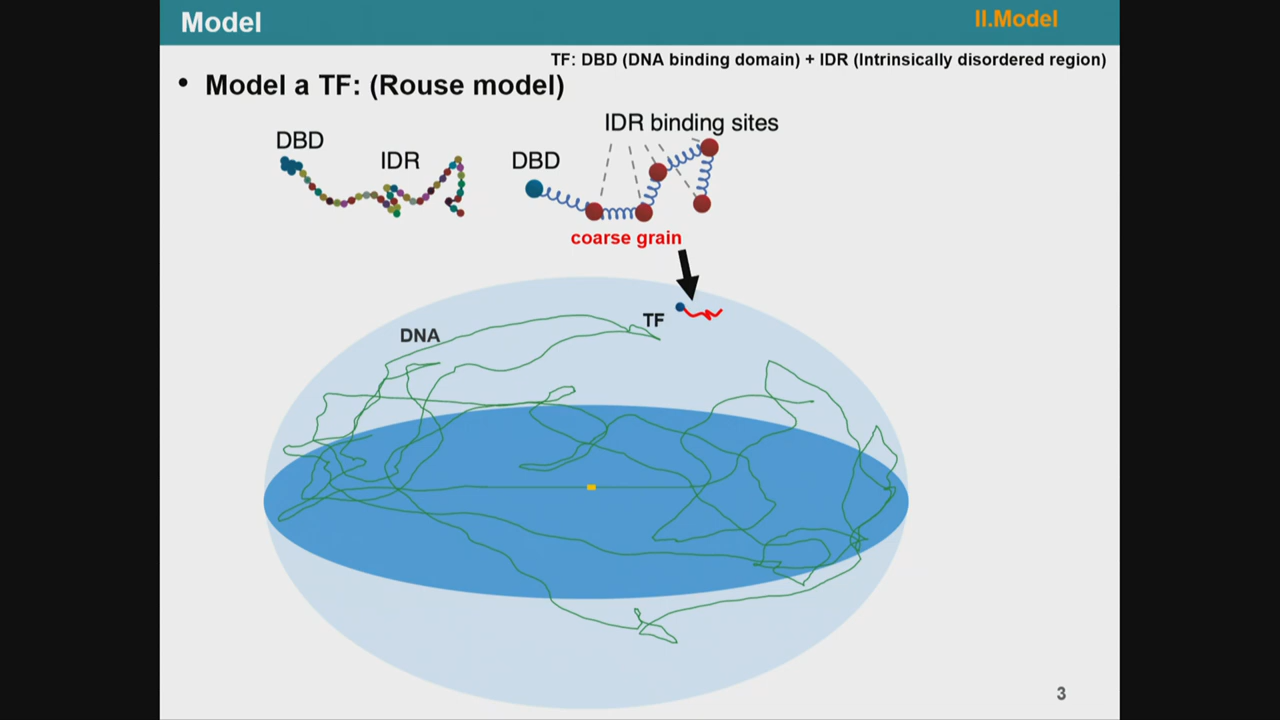 Model
II.Model
TF: DBD (DNA binding domain) + IDR (Intrinsically disordered region)
• Model a TF: (Rouse model)
IDR binding sites
DBD
IDR
DBD
coarse grain
TF
DNA
3